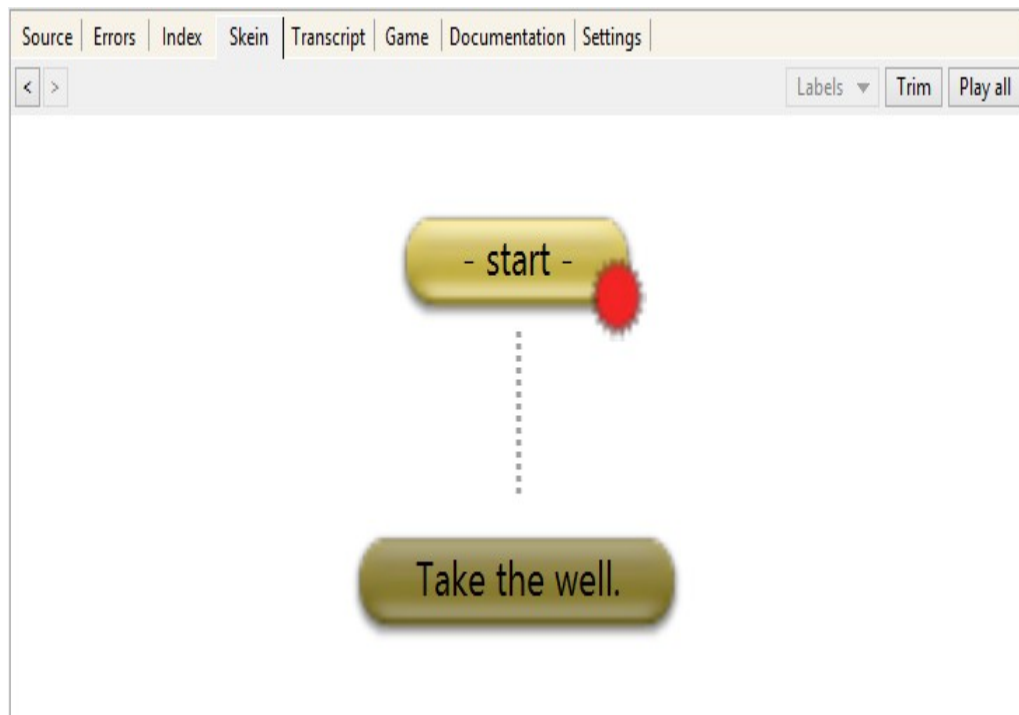 Source Errors Index Skein Transcript Game Documentation Settings
< > Labels Trim Play all
- start -
Take the well.